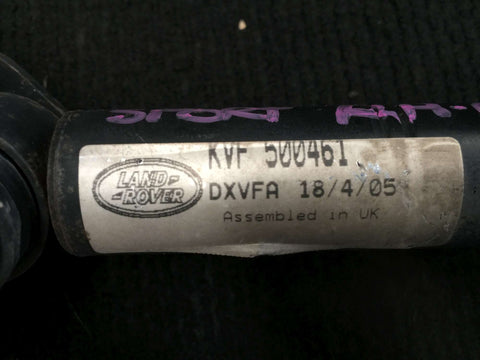 KVF 500461
LAND-
-ROVER
DXVFA 18/4/05
Assembled in UK